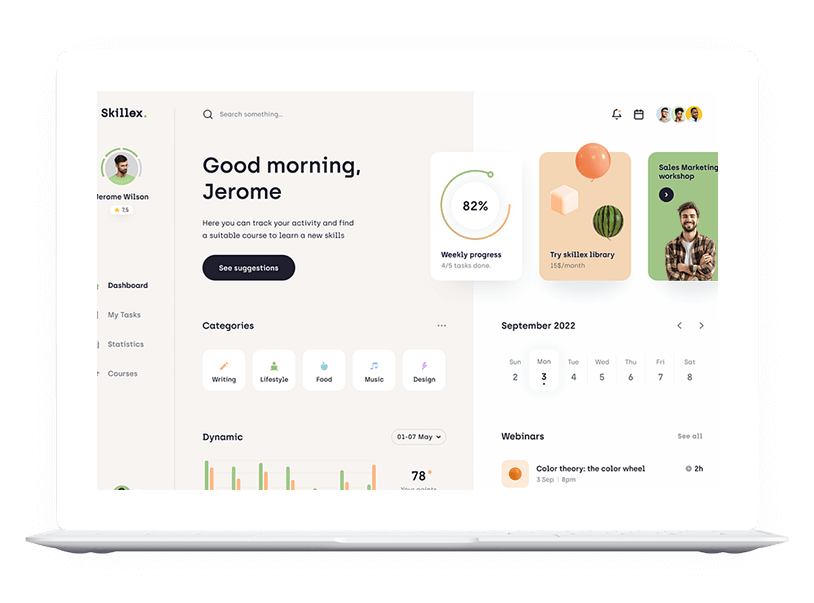 Skillex.
Search something...
Jerome Wilson
7.5
Dashboard
My Tasks
Statistics
Courses
Good morning,
Jerome
Here you can track your activity and find
a suitable course to learn a new skills
See suggestions
82%
Weekly progress
4/5 tasks done.
Try skillex library
15$/month
Sales Marketing
workshop
Categories
Writing
Lifestyle
Food
Music
Design
September 2022
Sun Mon Tue Wed Thu Fri Sat
2 3 4 5 6 7 8
Dynamic
01-07 May
78
Your points
Webinars
See all
Color theory: the color wheel
2h
3 Sep | 8pm